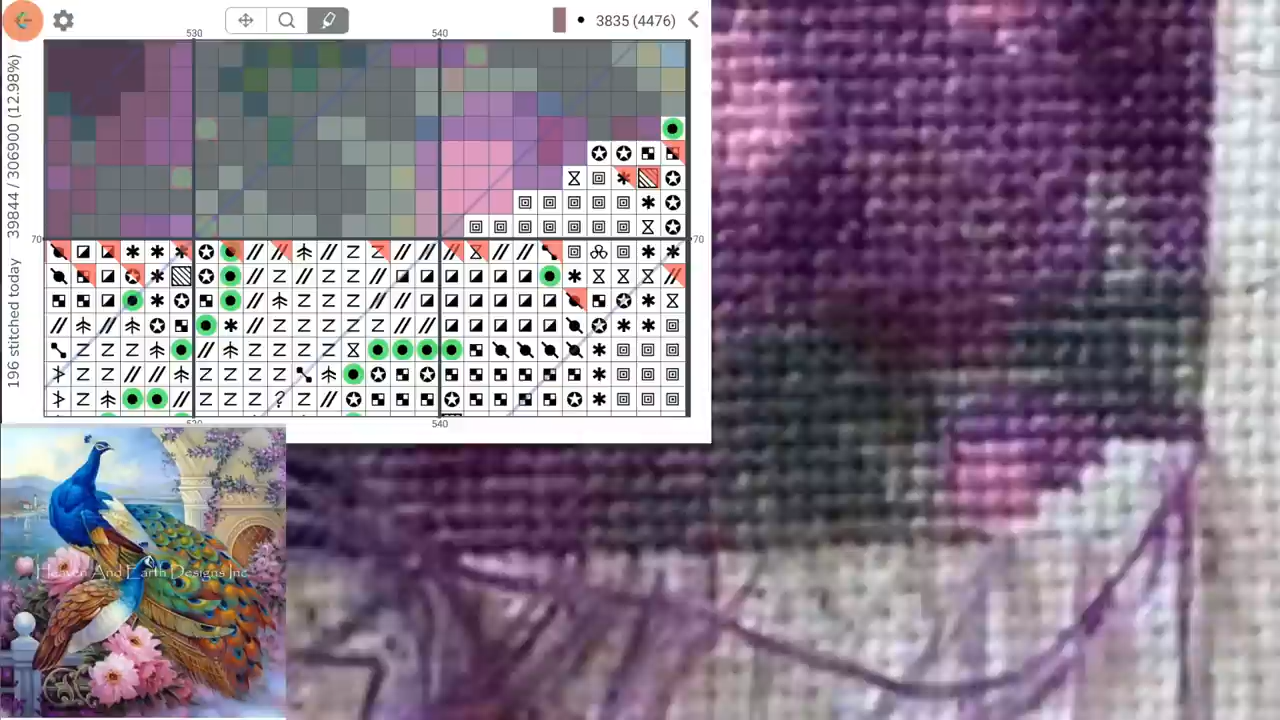 3835 (4476)
530
540
39844 / 306900 (12.98%)
196 stitched today
70
70
530
540
Heaven And Earth Designs Inc